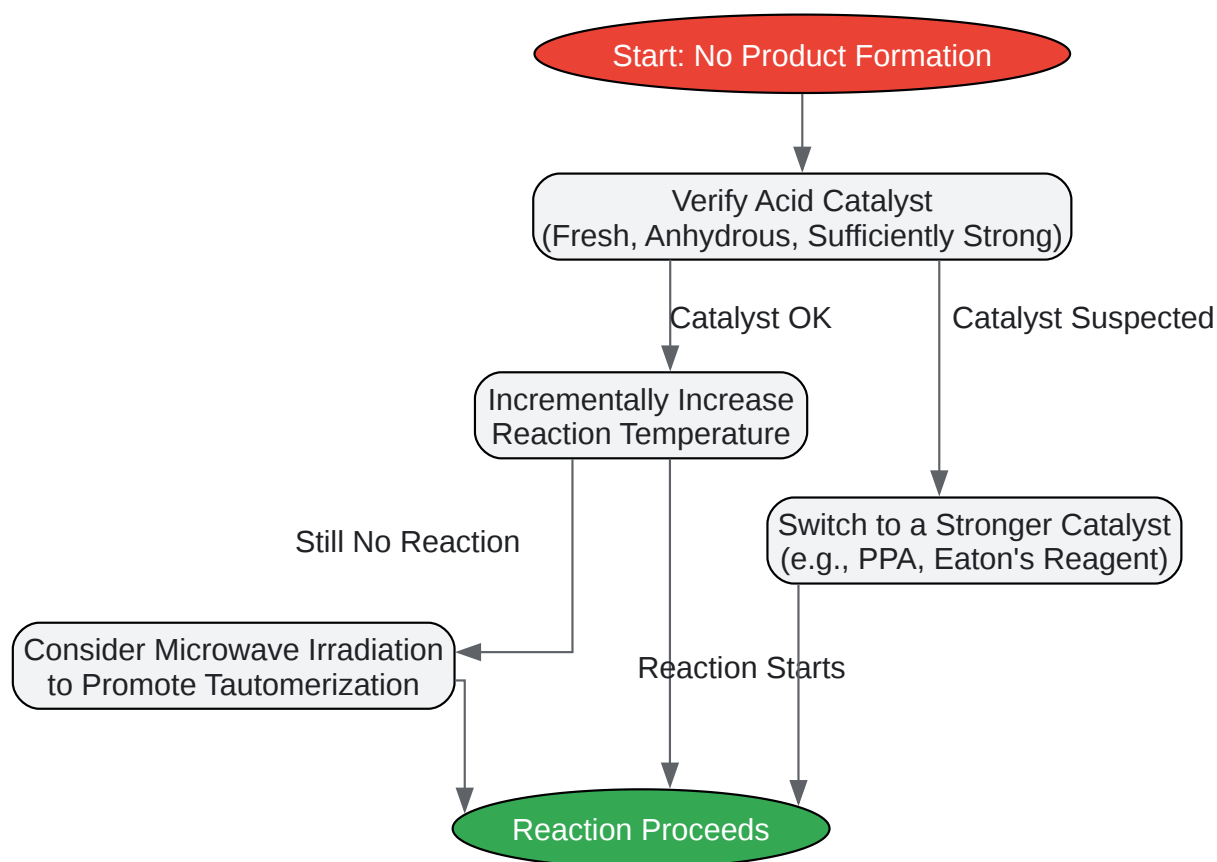 Start: No Product Formation
Verify Acid Catalyst
(Fresh, Anhydrous, Sufficiently Strong)
Catalyst OK
Catalyst Suspected
Incrementally Increase
Reaction Temperature
Switch to a Stronger Catalyst
(e.g., PPA, Eaton's Reagent)
Still No Reaction
Consider Microwave Irradiation
to Promote Tautomerization
Reaction Starts
Reaction Proceeds